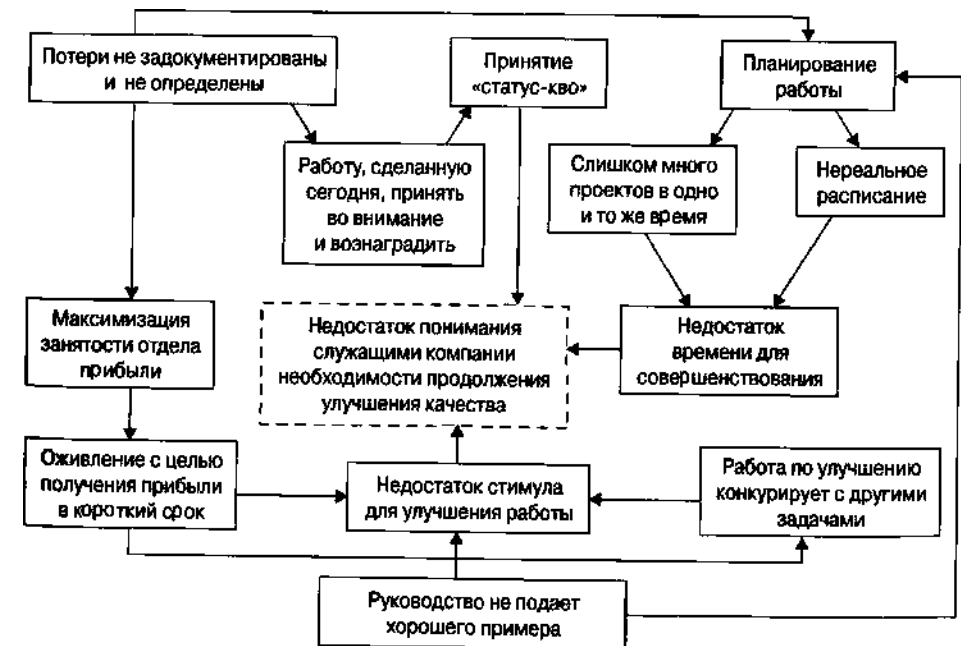 Потери не задокументированы
и не определены
Принятие
«статус-кво»
Планирование
работы
Работу, сделанную
сегодня, принять
во внимание
и вознаградить
Слишком много
проектов в одно
и то же время
Нереальное
расписание
Максимизация
занятости отдела
прибыли
Недостаток понимания
служащими компании
необходимости продолжения
улучшения качества
Недостаток
времени для
совершенствования
Оживление с целью
получения прибыли
в короткий срок
Недостаток стимула
для улучшения работы
Работа по улучшению
конкурирует с другими
задачами
Руководство не подает
хорошего примера